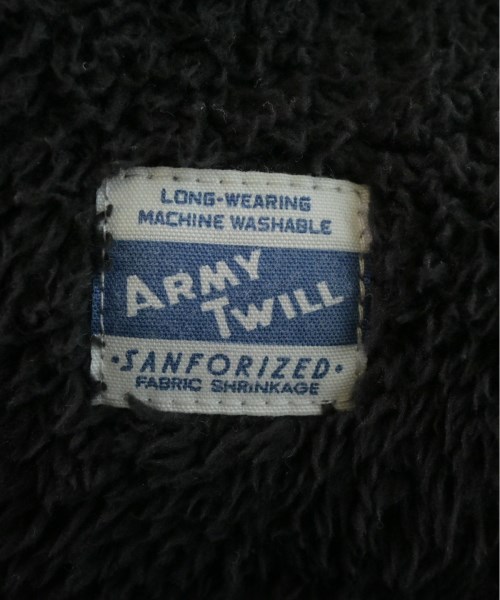 LONG-WEARING
MACHINE WASHABLE
ARMY
TWILL
·SANFORIZED·
FABRIC SHRINKAGE